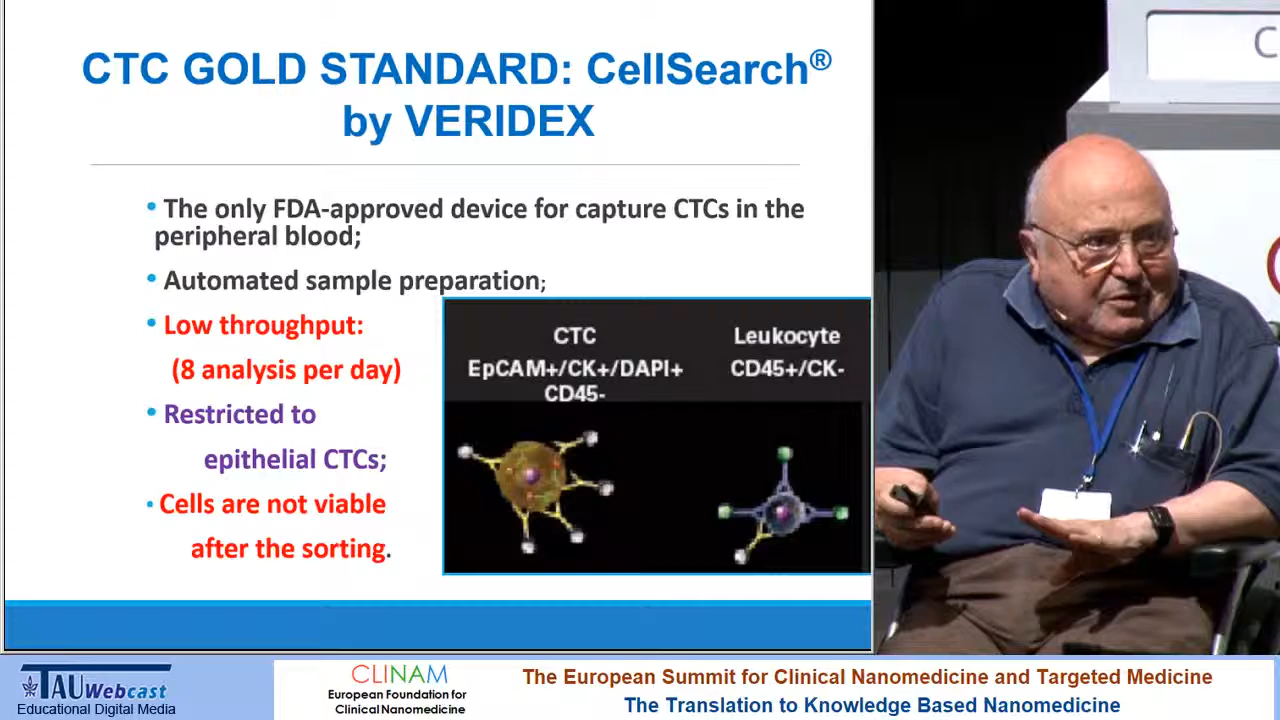 CTC GOLD STANDARD: CellSearch®
by VERIDEX
• The only FDA-approved device for capture CTCs in the
peripheral blood;
• Automated sample preparation;
• Low throughput:
(8 analysis per day)
• Restricted to
epithelial CTCs;
• Cells are not viable
after the sorting.
CTC
EpCAM+/CK+/DAPI+
CD45-
Leukocyte
CD45+/CK-
C
TAU Webcast
Educational Digital Media
CLINAM
European Foundation for
Clinical Nanomedicine
The European Summit for Clinical Nanomedicine and Targeted Medicine
The Translation to Knowledge Based Nanomedicine